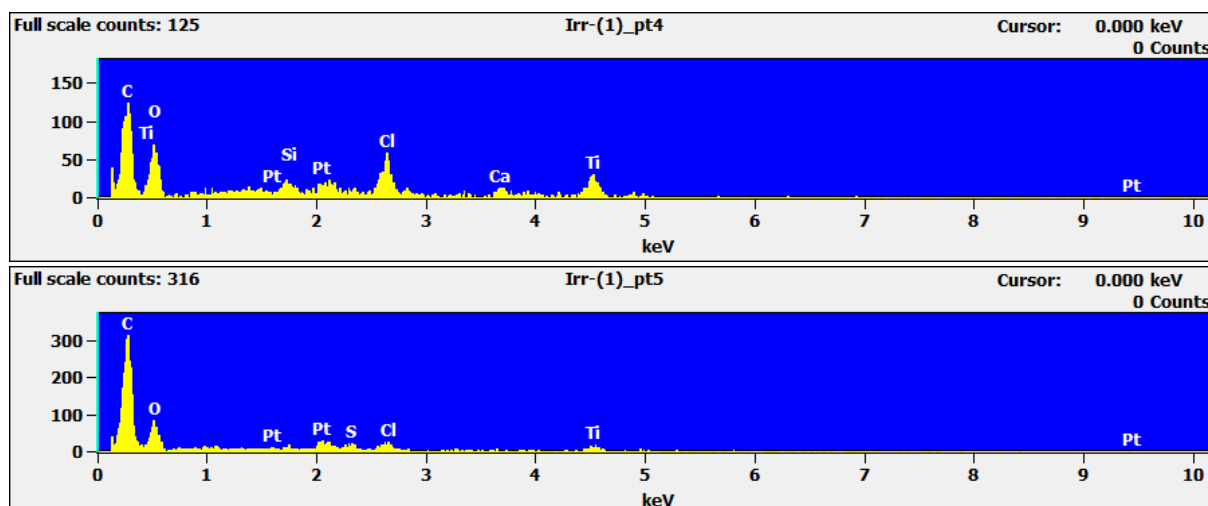 Full scale counts: 125 Irr-(1)_pt4 Cursor: 0.000 keV
0 Counts
150
100
50
0
C
O
Ti
Pt
Si
Pt
Cl
Ca
Ti
Pt
0 1 2 3 4 5 6 7 8 9 10
keV
Full scale counts: 316 Irr-(1)_pt5 Cursor: 0.000 keV
0 Counts
300
200
100
0
C
O
Pt
Pt
S
Cl
Ti
Pt
0 1 2 3 4 5 6 7 8 9 10
keV